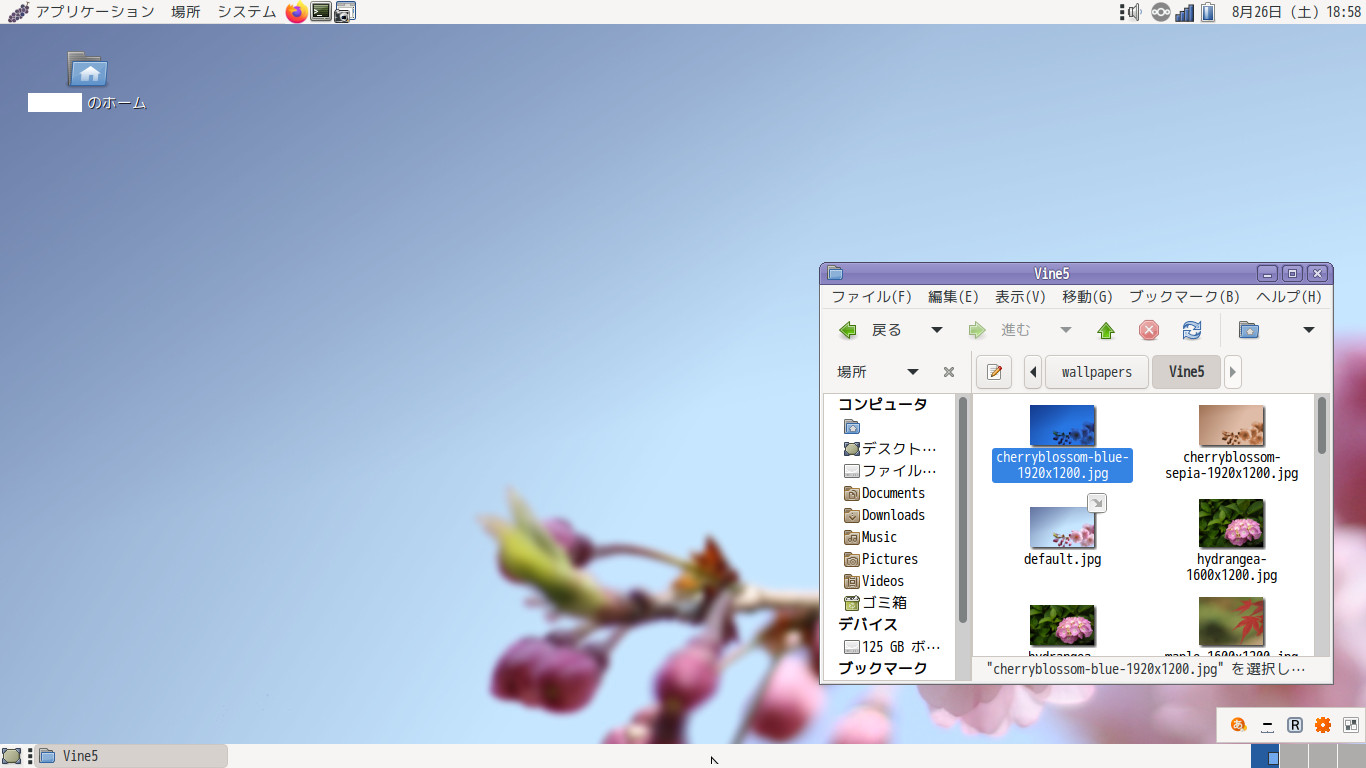 アプリケーション 場所 システム 8月26日 (土) 18:58
のホーム
Vine5
ファイル(F) 編集(E) 表示(V) 移動(G) ブックマーク(B) ヘルプ(H)
戻る 進む
場所 wallpapers Vine5
コンピュータ
デスクト…
ファイル…
Documents
Downloads
Music
Pictures
Videos
ゴミ箱
デバイス
125 GB ボ…
ブックマーク
cherryblossom-blue-
1920x1200.jpg
cherryblossom-
sepia-1920x1200.jpg
default.jpg
hydrangea-
1600x1200.jpg
hydrangea-
maple-1600x1200.jpg
"cherryblossom-blue-1920x1200.jpg" を選択し…
あ R
Vine5